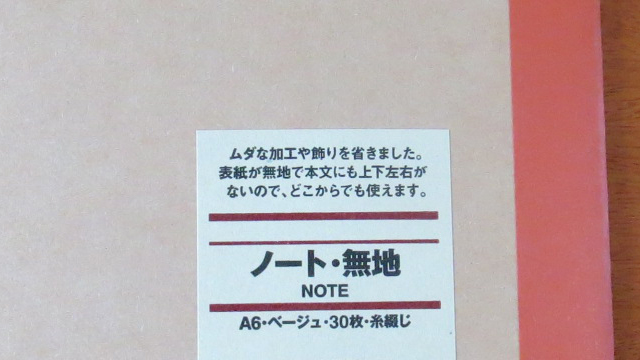 ムダな加工や飾りを省きました。
表紙が無地で本文にも上下左右が
ないので、どこからでも使えます。
ノート・無地
NOTE
A6・ベージュ・30枚・糸綴じ